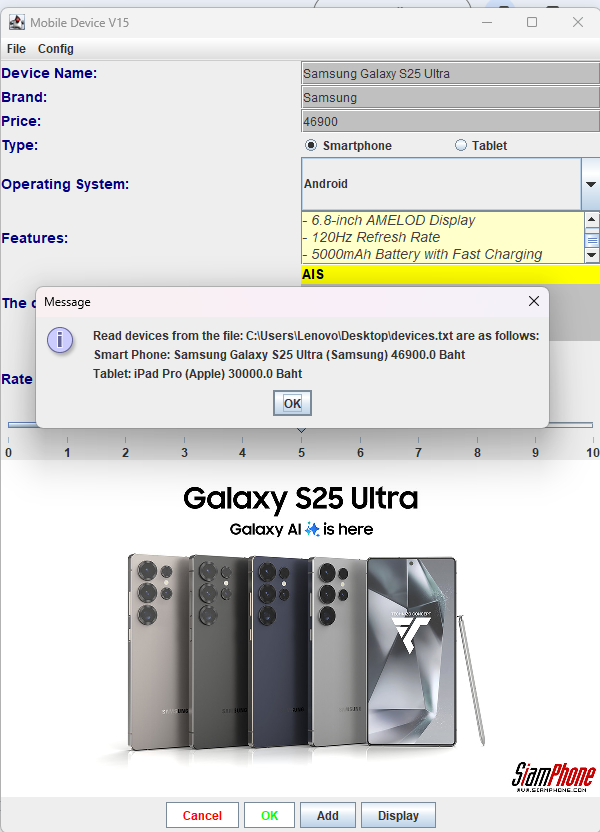 Mobile Device V15
File Config
Device Name: Samsung Galaxy S25 Ultra
Brand: Samsung
Price: 46900
Type: Smartphone Tablet
Operating System: Android
- 6.8-inch AMELOD Display
Features: - 120Hz Refresh Rate
- 5000mAh Battery with Fast Charging
AIS
The
Message
Read devices from the file: C:\Users\Lenovo\Desktop\devices.txt are as follows:
Smart Phone: Samsung Galaxy S25 Ultra (Samsung) 46900.0 Baht
Tablet: iPad Pro (Apple) 30000.0 Baht
OK
Rate
0 1 2 3 4 5 6 7 8 9 10
Galaxy S25 Ultra
Galaxy AI is here
SiamPhone
WWW.SIAMPHONE.COM
Cancel OK Add Display